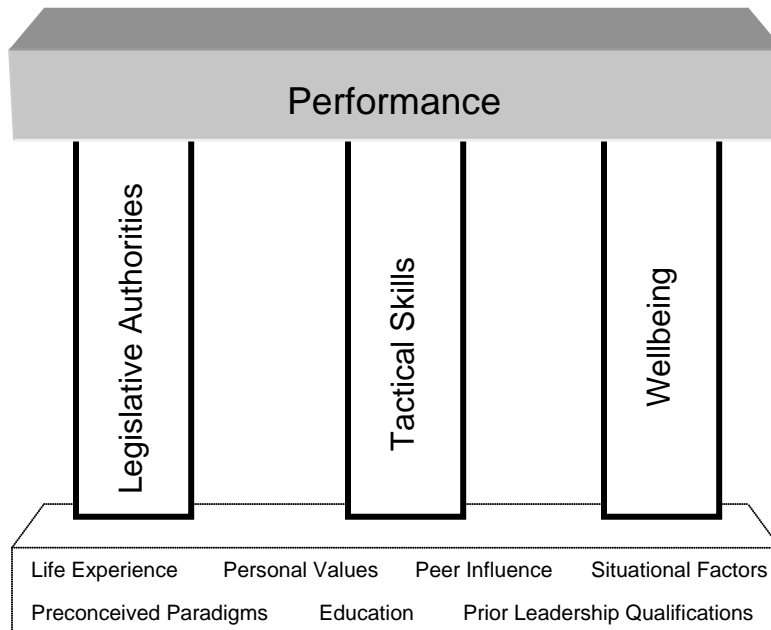 Performance
Legislative Authorities
Tactical Skills
Wellbeing
Life Experience Personal Values Peer Influence Situational Factors
Preconceived Paradigms Education Prior Leadership Qualifications